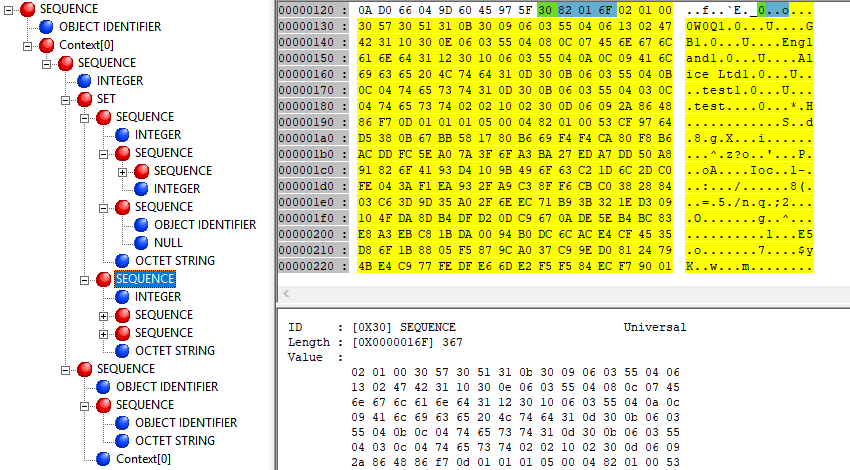 SEQUENCE
OBJECT IDENTIFIER
Context[0]
SEQUENCE
INTEGER
SET
SEQUENCE
INTEGER
SEQUENCE
SEQUENCE
INTEGER
SEQUENCE
OBJECT IDENTIFIER
NULL
OCTET STRING
SEQUENCE
INTEGER
SEQUENCE
SEQUENCE
OCTET STRING
SEQUENCE
OBJECT IDENTIFIER
SEQUENCE
OBJECT IDENTIFIER
OCTET STRING
Context[0]
00000120 : 0A D0 66 04 9D 60 45 97 5F 30 82 01 6F 02 01 00 ..f..`E._0..o...
00000130 : 30 57 30 51 31 0B 30 09 06 03 55 04 06 13 02 47 0W0Q1.0...U....G
00000140 : 42 31 10 30 0E 06 03 55 04 08 0C 07 45 6E 67 6C B1.0...U....Engl
00000150 : 61 6E 64 31 12 30 10 06 03 55 04 0A 0C 09 41 6C and1.0...U....Al
00000160 : 69 63 65 20 4C 74 64 31 0D 30 0B 06 03 55 04 0B ice Ltd1.0...U..
00000170 : 0C 04 74 65 73 74 31 0D 30 0B 06 03 55 04 03 0C ..test1.0...U...
00000180 : 04 74 65 73 74 02 02 10 02 30 0D 06 09 2A 86 48 .test....0...*.H
00000190 : 86 F7 0D 01 01 01 05 00 04 82 01 00 53 CF 97 64 ............S..d
000001a0 : D5 38 0B 67 BB 58 17 80 B6 69 F4 F4 CA 80 F8 B6 .8.g.X...i......
000001b0 : AC DD FC 5E A0 7A 3F 6F A3 BA 27 ED A7 DD 50 A8 ...^.z?o..'...P.
000001c0 : 91 82 6F 41 93 D4 10 9B 49 6F 63 C2 1D 6C 2D C0 ..oA....Ioc..l-.
000001d0 : FE 04 3A F1 EA 93 2F A9 C3 8F F6 CB C0 38 28 84 ..:.../......8(.
000001e0 : 03 C6 3D 9D 35 A0 2F 6E EC 71 B9 3B 32 1E D3 09 ..=.5./n.q.;2...
000001f0 : 10 4F DA 8D B4 DF D2 0D C9 67 0A DE 5E B4 BC 83 .O.......g..^...
00000200 : E8 A3 EB C8 1B DA 00 94 B0 DC 6C AC E4 CF 45 35 ..........l...E5
00000210 : D8 6F 1B 88 05 F5 87 9C A0 37 C9 9E D0 81 24 79 .o.......7....$y
00000220 : 4B E4 C9 77 FE DF E6 6D E2 F5 F5 84 EC F7 90 01 K..w...m........
ID : [0X30] SEQUENCE Universal
Length : [0X0000016F] 367
Value :
02 01 00 30 57 30 51 31 0b 30 09 06 03 55 04 06
13 02 47 42 31 10 30 0e 06 03 55 04 08 0c 07 45
6e 67 6c 61 6e 64 31 12 30 10 06 03 55 04 0a 0c
09 41 6c 69 63 65 20 4c 74 64 31 0d 30 0b 06 03
55 04 0b 0c 04 74 65 73 74 31 0d 30 0b 06 03 55
04 03 0c 04 74 65 73 74 02 02 10 02 30 0d 06 09
2a 86 48 86 f7 0d 01 01 01 05 00 04 82 01 00 53